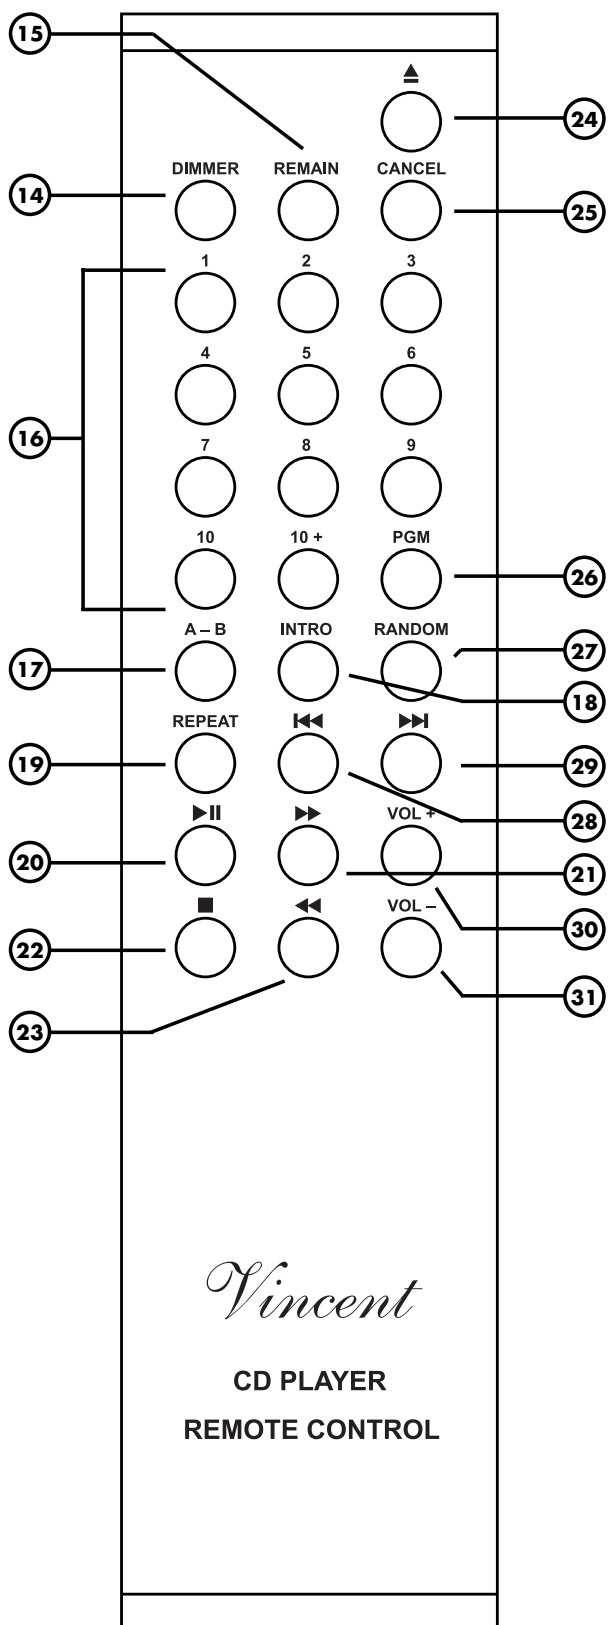 15
24
DIMMER REMAIN CANCEL
14
25
1 2 3
4 5 6
16
7 8 9
10 10 + PGM
26
A – B INTRO RANDOM
17
27
18
REPEAT
19
29
28
VOL +
20
21
30
VOL –
22
31
23
Vincent
CD PLAYER
REMOTE CONTROL